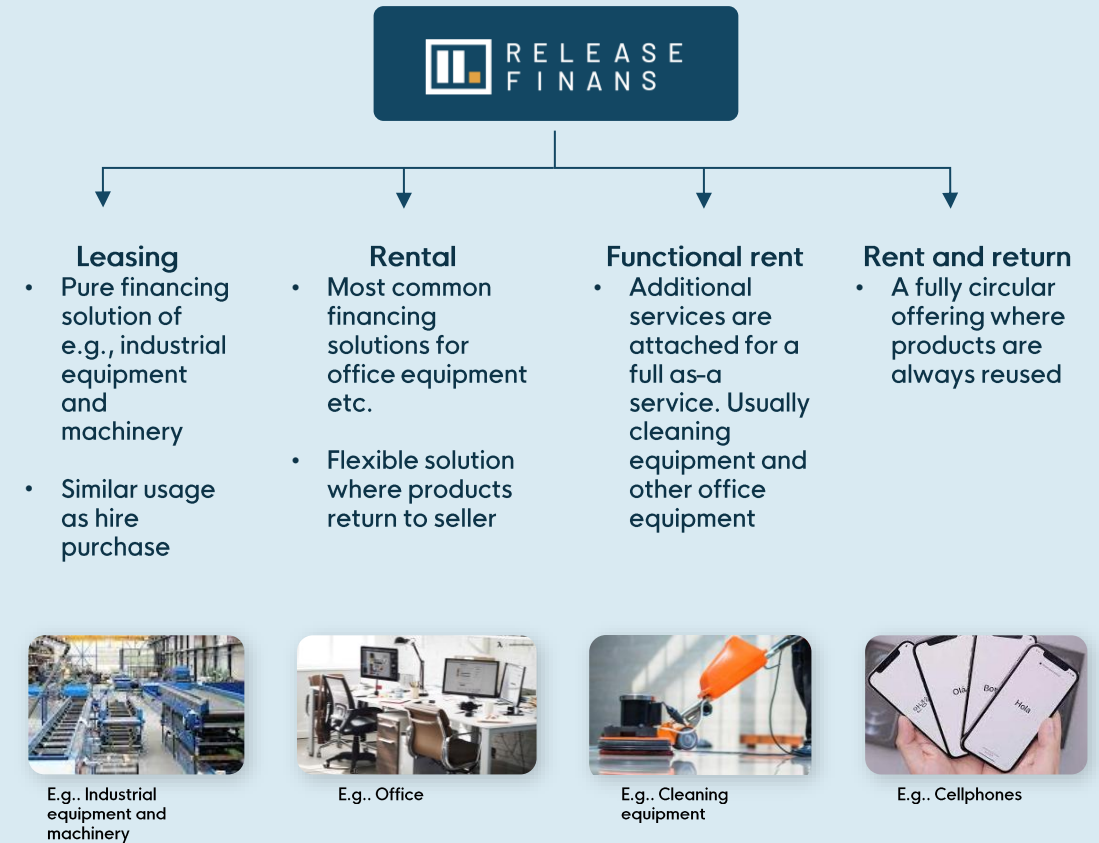 RELEASE
FINANS
Leasing
• Pure financing
solution of
e.g., industrial
equipment
and
machinery
• Similar usage
as hire
purchase
Rental
• Most common
financing
solutions for
office equipment
etc.
• Flexible solution
where products
return to seller
Functional rent
• Additional
services are
attached for a
full as-a
service. Usually
cleaning
equipment and
other office
equipment
Rent and return
• A fully circular
offering where
products are
always reused
Olá
Hola
E.g.. Industrial
equipment and
machinery
E.g.. Office
E.g.. Cleaning
equipment
E.g.. Cellphones